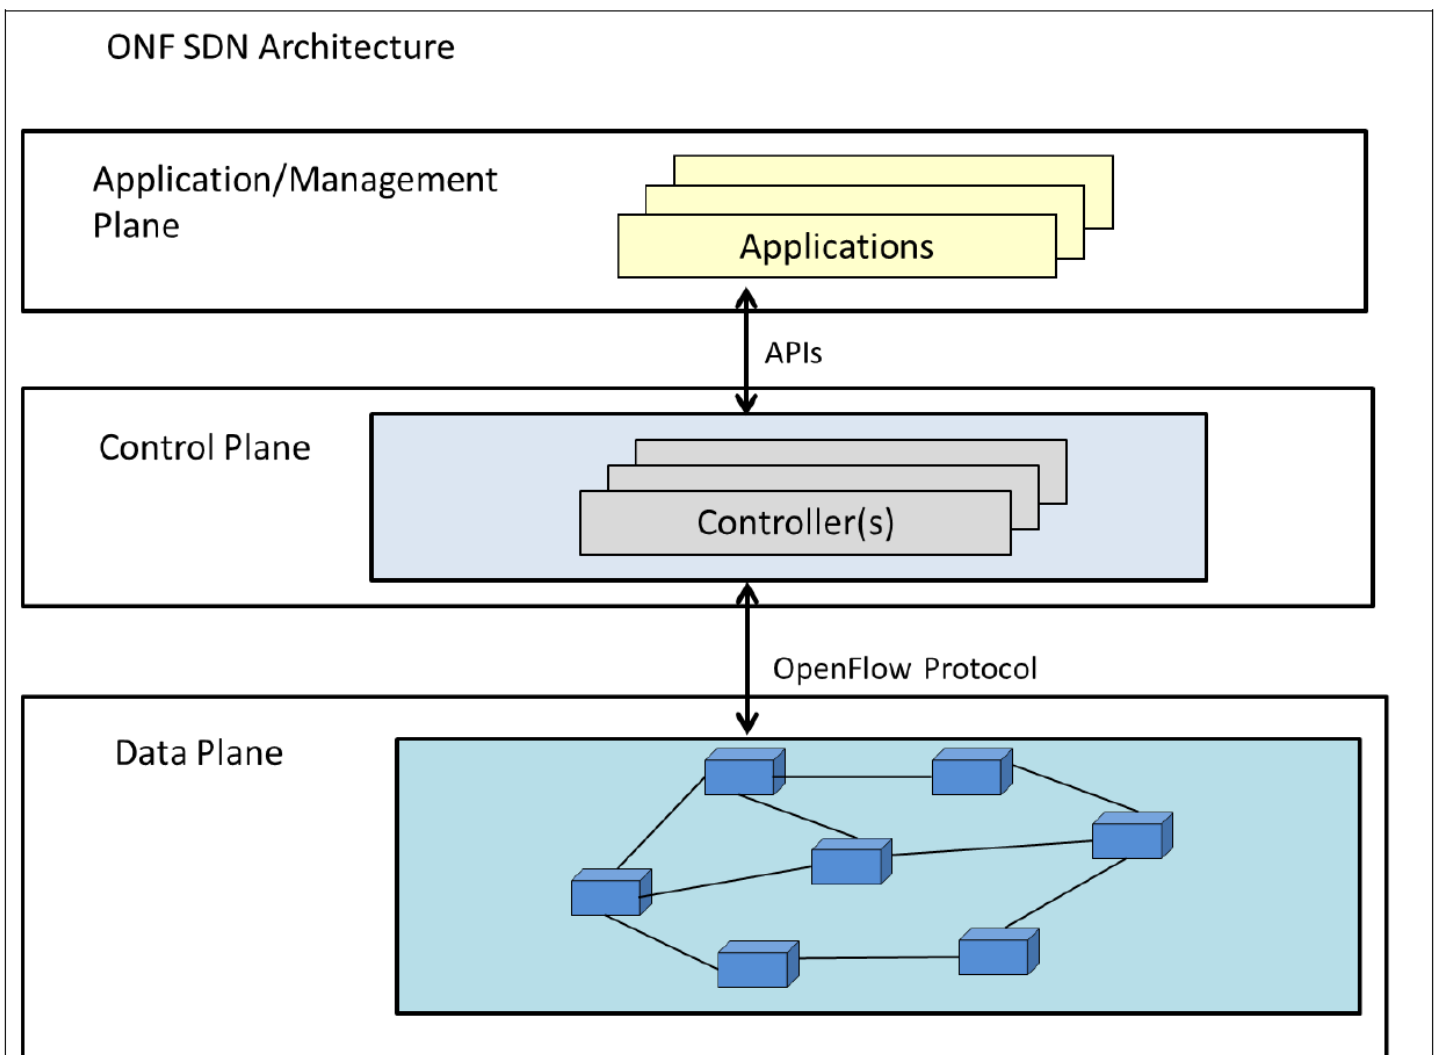 ONF SDN Architecture
Application/Management
Plane
Applications
APIs
Control Plane
Controller(s)
OpenFlow Protocol
Data Plane